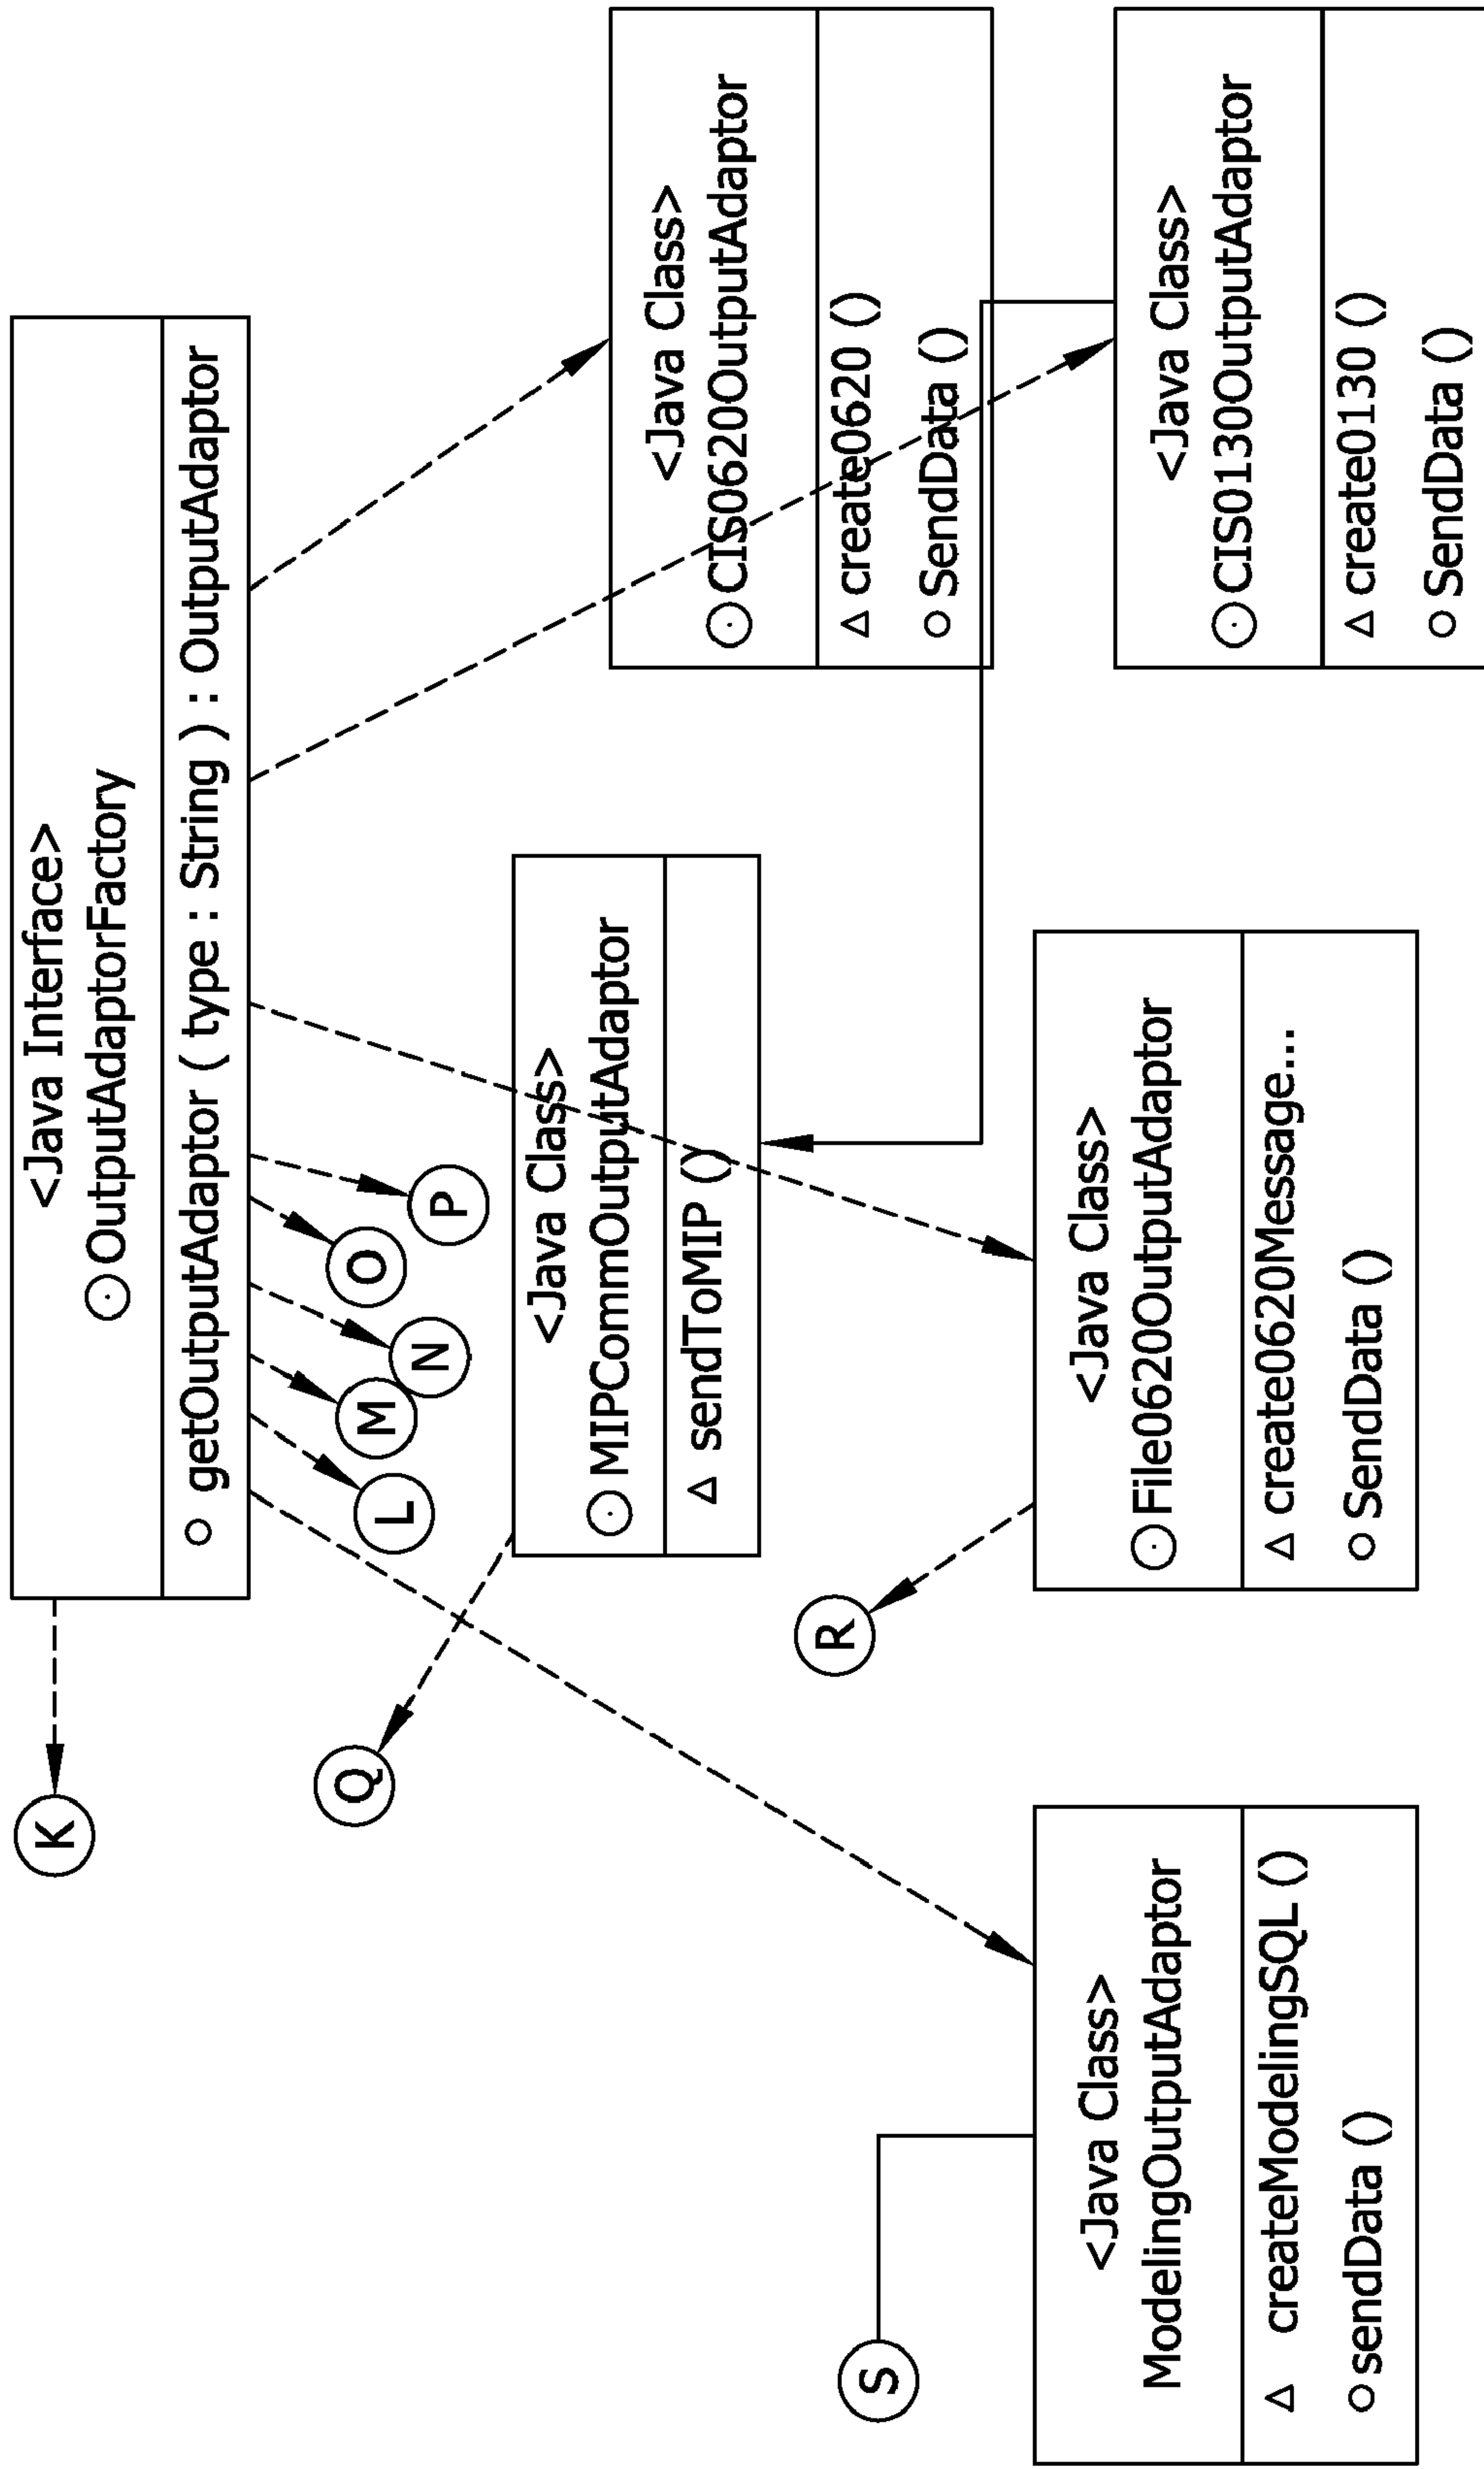 <Java Interface>
OutputAdaptorFactory
getOutputAdaptor ( type : String ) : OutputAdaptor
K
L
M
N
O
P
Q
<Java Class>
MIPCommOutputAdaptor
sendToMIP ()
<Java Class>
CIS0620OutputAdaptor
create0620 ()
SendData ()
R
S
<Java Class>
ModelingOutputAdaptor
createModelingSQL ()
sendData ()
<Java Class>
File0620OutputAdaptor
create0620Message...
SendData ()
<Java Class>
CIS0130OutputAdaptor
create0130 ()
SendData ()